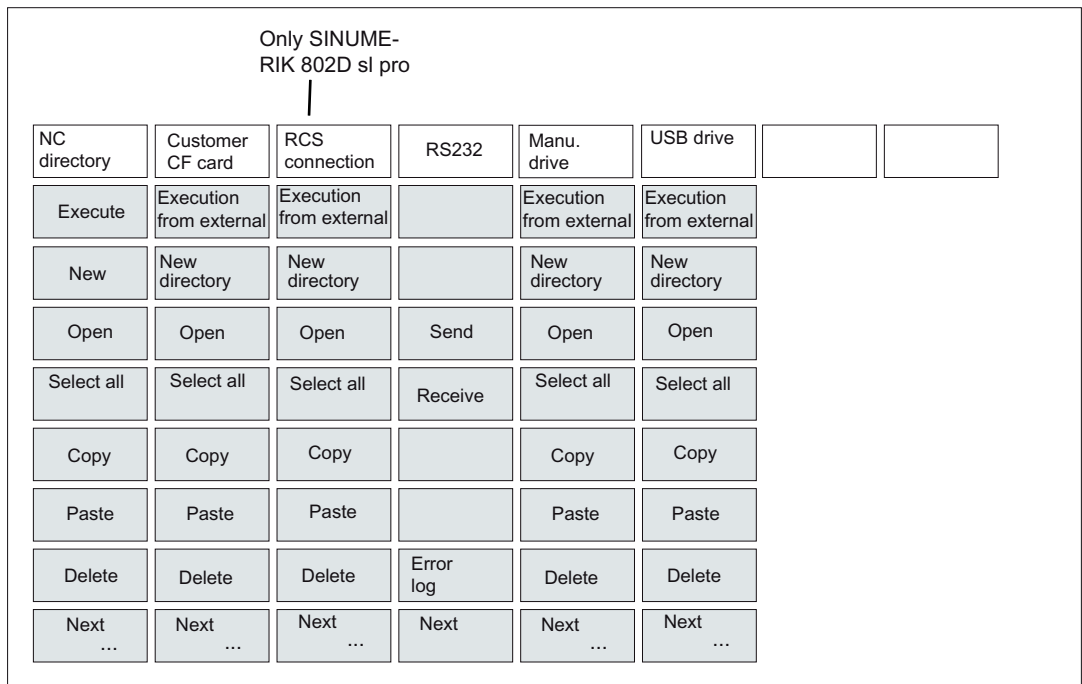 Only SINUME-
RIK 802D sl pro
NC
directory
Customer
CF card
RCS
connection
RS232
Manu.
drive
USB drive
Execute
Execution
from external
Execution
from external
Execution
from external
Execution
from external
New
New
directory
New
directory
New
directory
New
directory
Open
Open
Open
Send
Open
Open
Select all
Select all
Select all
Receive
Select all
Select all
Copy
Copy
Copy
Copy
Copy
Paste
Paste
Paste
Paste
Paste
Delete
Delete
Delete
Error
log
Delete
Delete
Next
...
Next
...
Next
...
Next
Next
...
Next
...